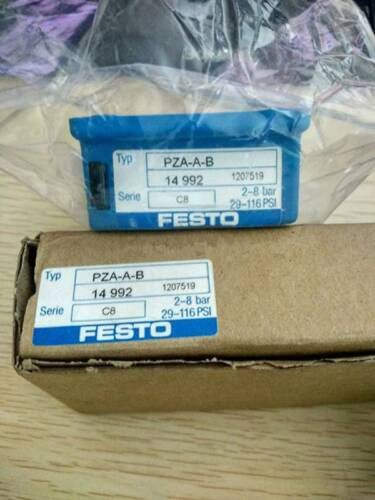 Typ PZA-A-B
14 992 1207519
Serie C8 2-8 bar
29-116 PSI
FESTO
Typ PZA-A-B
14 992 1207519
Serie C8 2-8 bar
29-116 PSI
FESTO